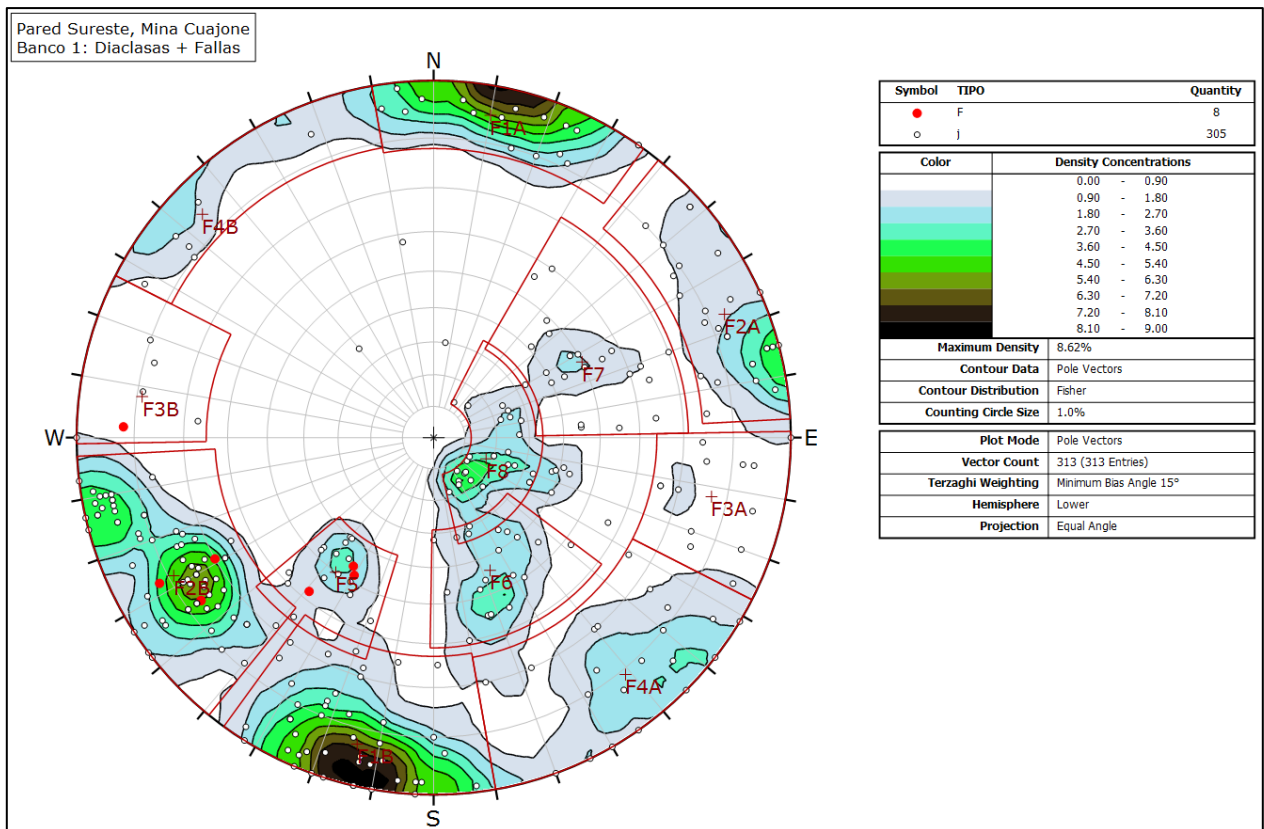 Pared Sureste, Mina Cuajone
Banco 1: Diaclasas + Fallas
N
F1A
F4B
F2A
F7
F3B
W
E
F8
F3A
F5
F6
F2B
F4A
F1B
S
Symbol TIPO Quantity
F 8
j 305
Color Density Concentrations
0.00 - 0.90
0.90 - 1.80
1.80 - 2.70
2.70 - 3.60
3.60 - 4.50
4.50 - 5.40
5.40 - 6.30
6.30 - 7.20
7.20 - 8.10
8.10 - 9.00
Maximum Density 8.62%
Contour Data Pole Vectors
Contour Distribution Fisher
Counting Circle Size 1.0%
Plot Mode Pole Vectors
Vector Count 313 (313 Entries)
Terzaghi Weighting Minimum Bias Angle 15°
Hemisphere Lower
Projection Equal Angle